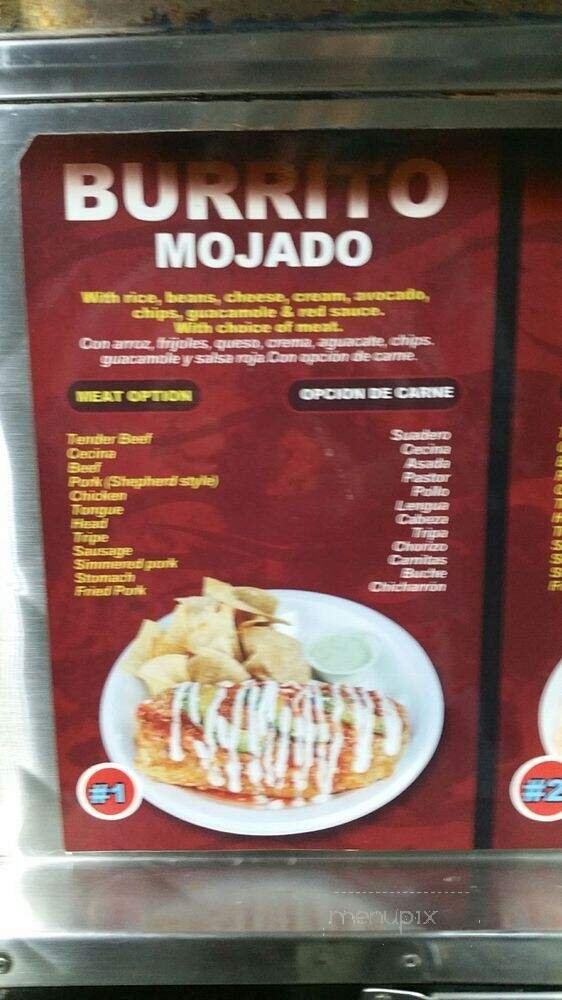 BURRITO
MOJADO
With rice, beans, cheese, cream, avocado,
chips, guacamole & red sauce.
With choice of meat.
Con arroz, frijoles, queso, crema, aguacate, chips.
guacamole y salsa roja.Con opción de carne.
MEAT OPTION
OPCION DE CARNE
Tender Beef
Suadero
Cecina
Cecina
Beef
Asada
Pork (Shepherd style)
Pastor
Chicken
Pollo
Tongue
Lengua
Head
Cabeza
Tripe
Tripa
Sausage
Chorizo
Simmered pork
Carnitas
Stomach
Buche
Fried Pork
Chicharron
#1
#2
menupix